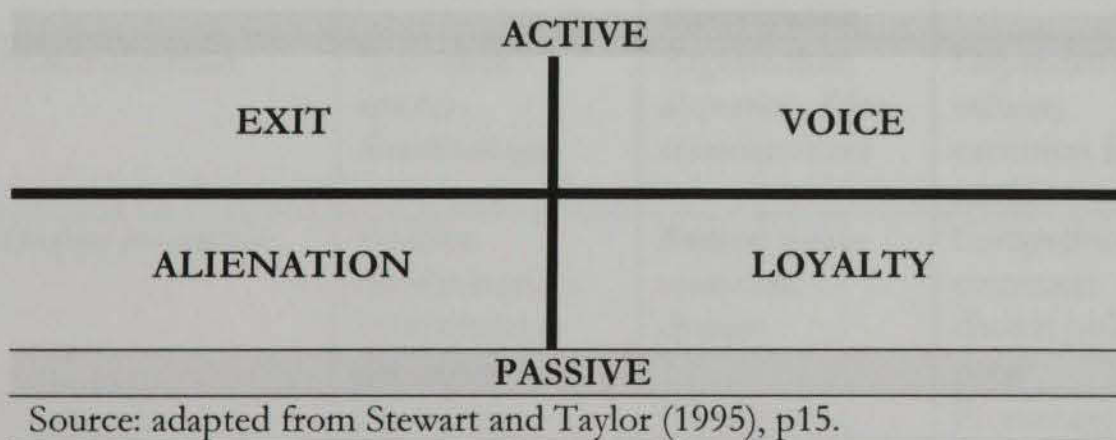 ACTIVE
EXIT VOICE
ALIENATION LOYALTY
PASSIVE
Source: adapted from Stewart and Taylor (1995), p15.